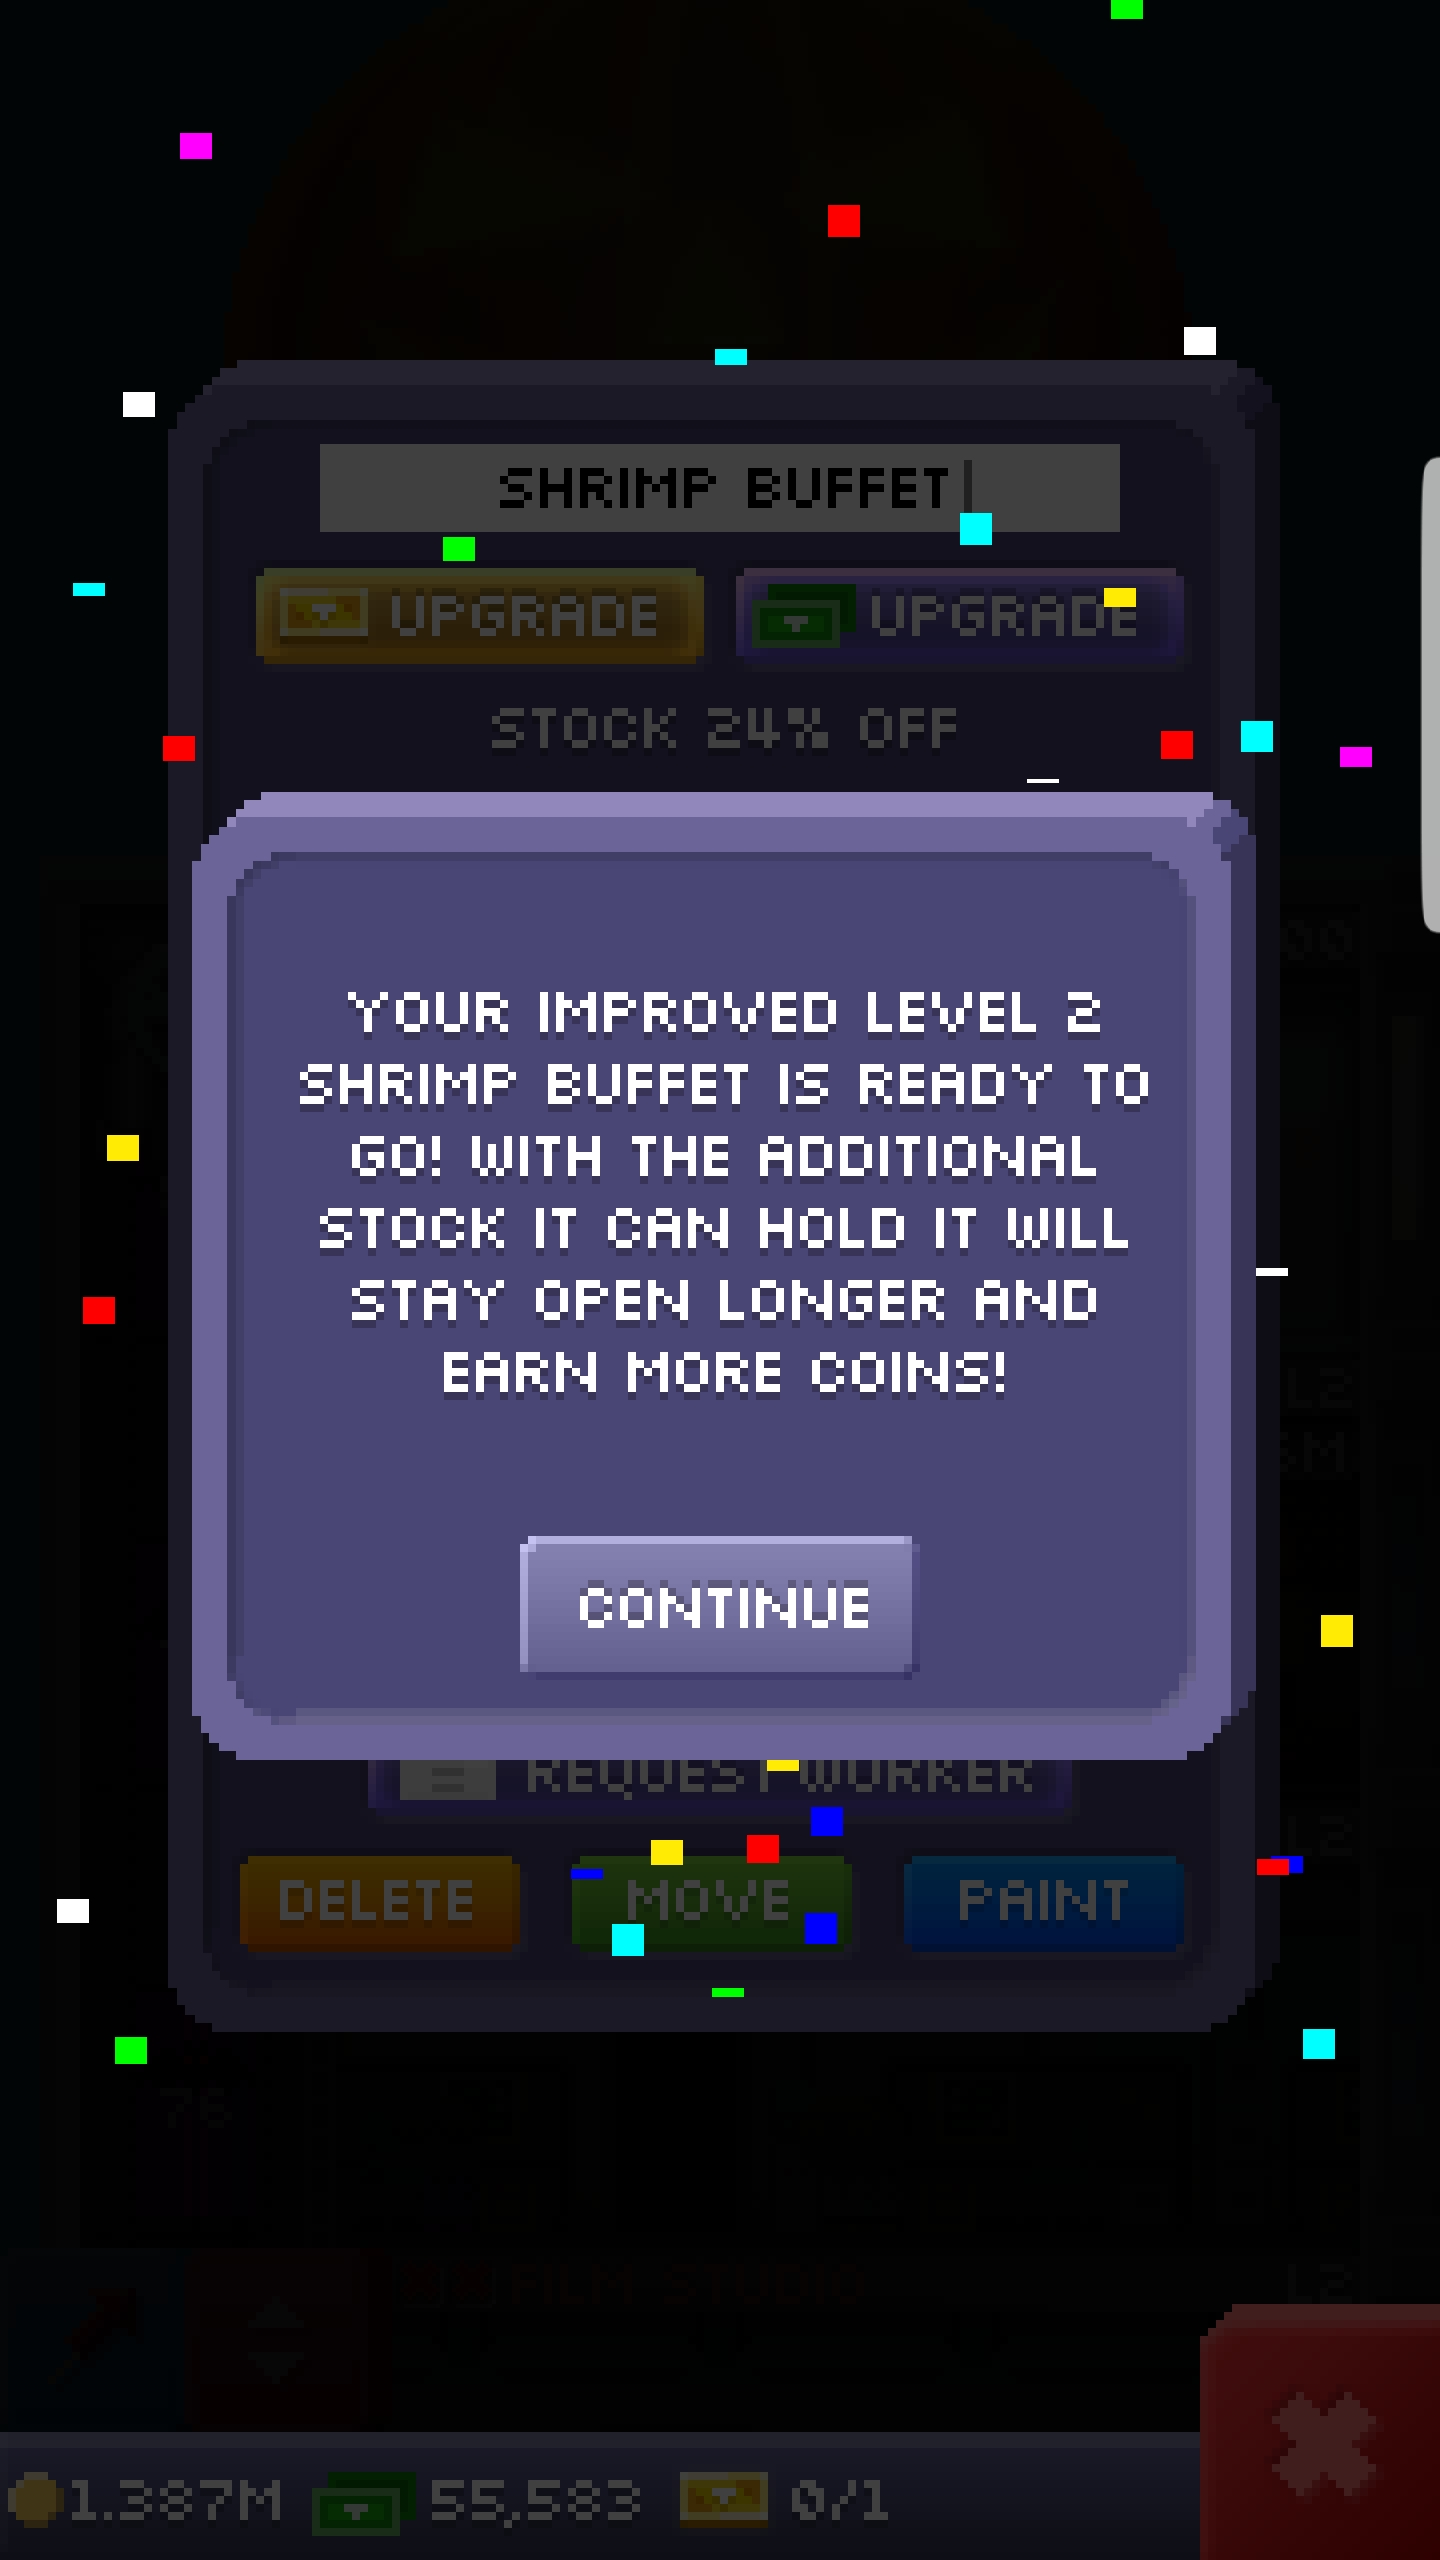 SHRIMP BUFFET
UPGRADE UPGRADE
STOCK 24% OFF
YOUR IMPROVED LEVEL 2
SHRIMP BUFFET IS READY TO
GO! WITH THE ADDITIONAL
STOCK IT CAN HOLD IT WILL
STAY OPEN LONGER AND
EARN MORE COINS!
CONTINUE
REQUEST WORKER
DELETE MOVE PAINT
FILM STUDIO
1.387M 55,583 0/1